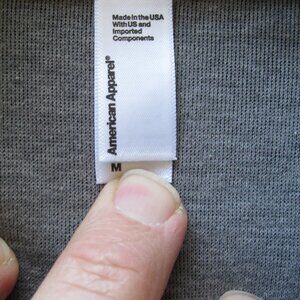 Made in the USA
With US and
Imported
Components
American Apparel®
M